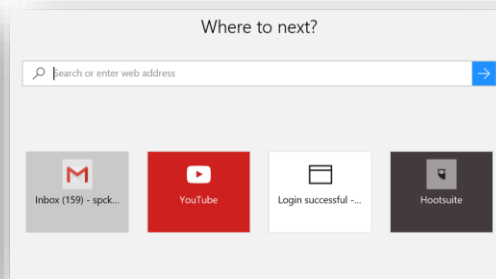 Where to next?
Search or enter web address
Inbox (159) - spck...
YouTube
Login successful -...
Hootsuite